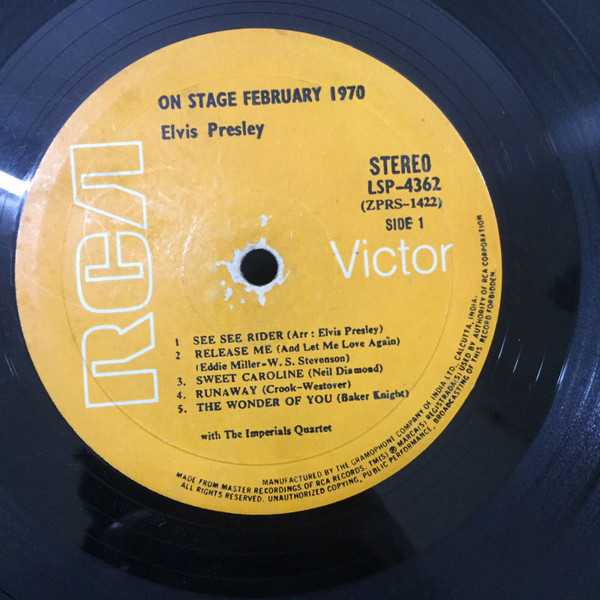 ON STAGE FEBRUARY 1970
Elvis Presley
STEREO
LSP-4362
(ZPRS-1422)
SIDE 1
RCA
Victor
1 SEE SEE RIDER (Arr : Elvis Presley)
2 RELEASE ME (And Let Me Love Again)
(Eddie Miller-W. S. Stevenson)
3. SWEET CAROLINE (Neil Diamond)
4. RUNAWAY (Crook-Westover)
5. THE WONDER OF YOU (Baker Knight)
with The Imperials Quartet
MANUFACTURED BY THE GRAMOPHONE COMPANY OF INDIA LTD, CALCUTTA, INDIA.
MADE FROM MASTER RECORDINGS OF RCA RECORDS. TM(S) ® MARCA(S) REGISTRADA(S) USED BY AUTHORITY OF RCA CORPORATION
ALL RIGHTS RESERVED. UNAUTHORIZED COPYING, PUBLIC PERFORMANCE, BROADCASTING OF THIS RECORD FORBIDDEN.